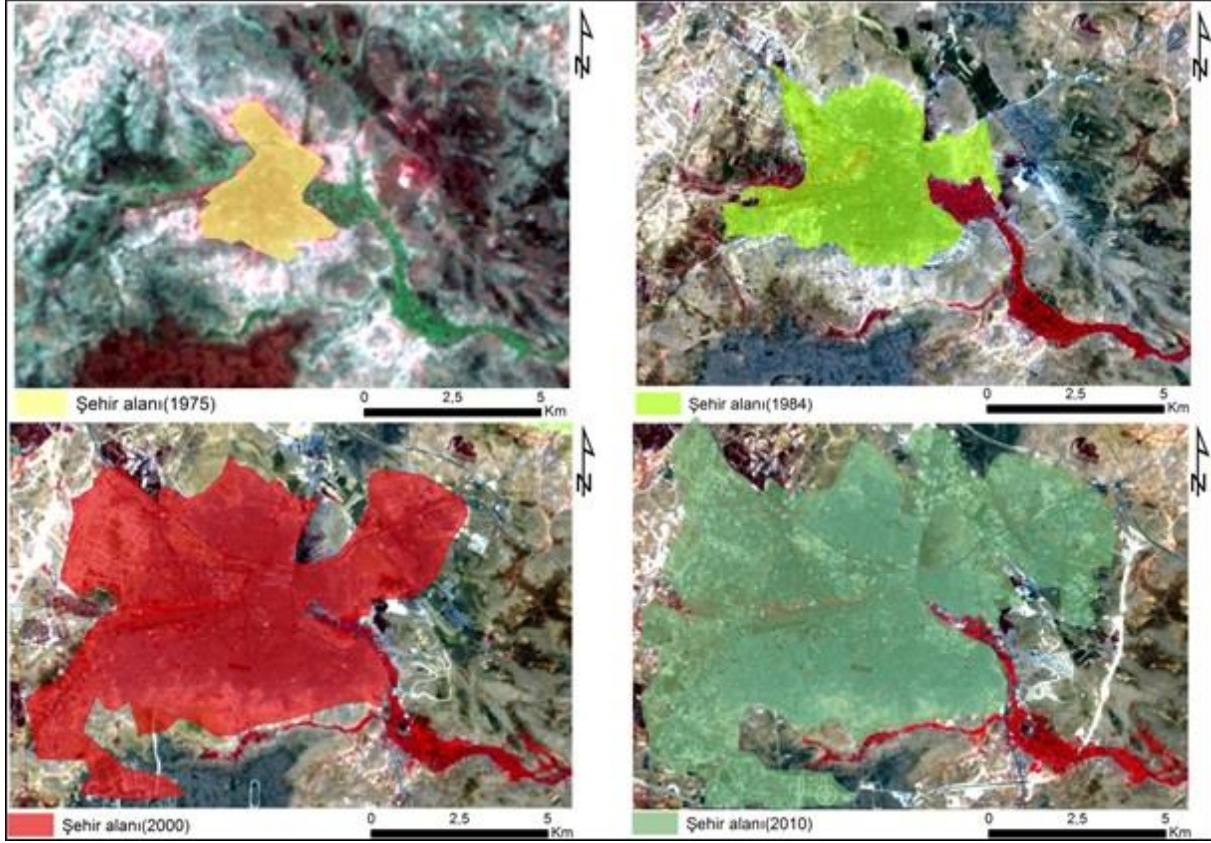 Z
Z
Şehir alanı(1975)
0 2,5 5
Km
Şehir alanı(1984)
0 2,5 5
Km
Z
Z
Şehir alanı(2000)
0 2,5 5
Km
Şehir alanı(2010)
0 2,5 5
Km